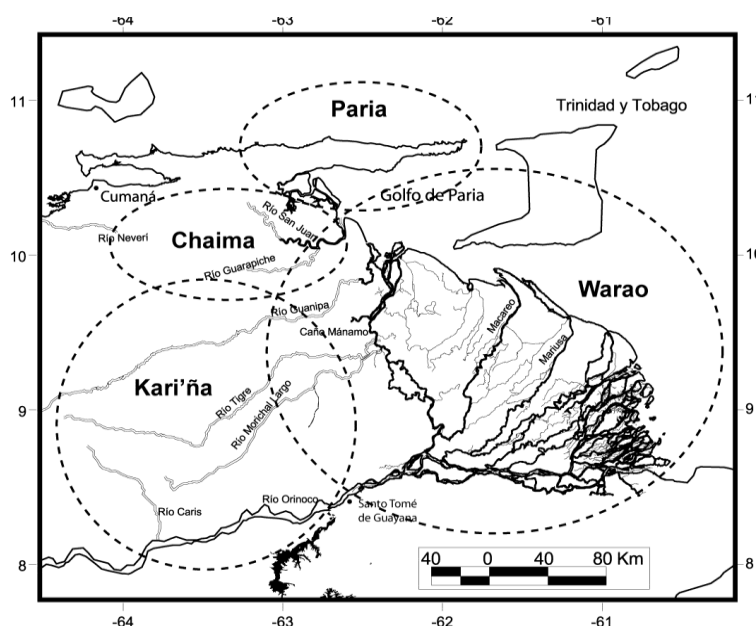 -64 -63 -62 -61
11 11
Paria
Trinidad y Tobago
Cumaná
Golfo de Paria
Río San Juan
Río Neverí
Chaima
10 10
Río Guarapiche
Warao
Río Guanipa
Caño Mánamo
Macareo
Mariusa
Kari'ña
Río Tigre
9 9
Río Morichal Largo
Río Orinoco
Santo Tomé
de Guayana
Río Caris
40 0 40 80 Km
8 8
-64 -63 -62 -61